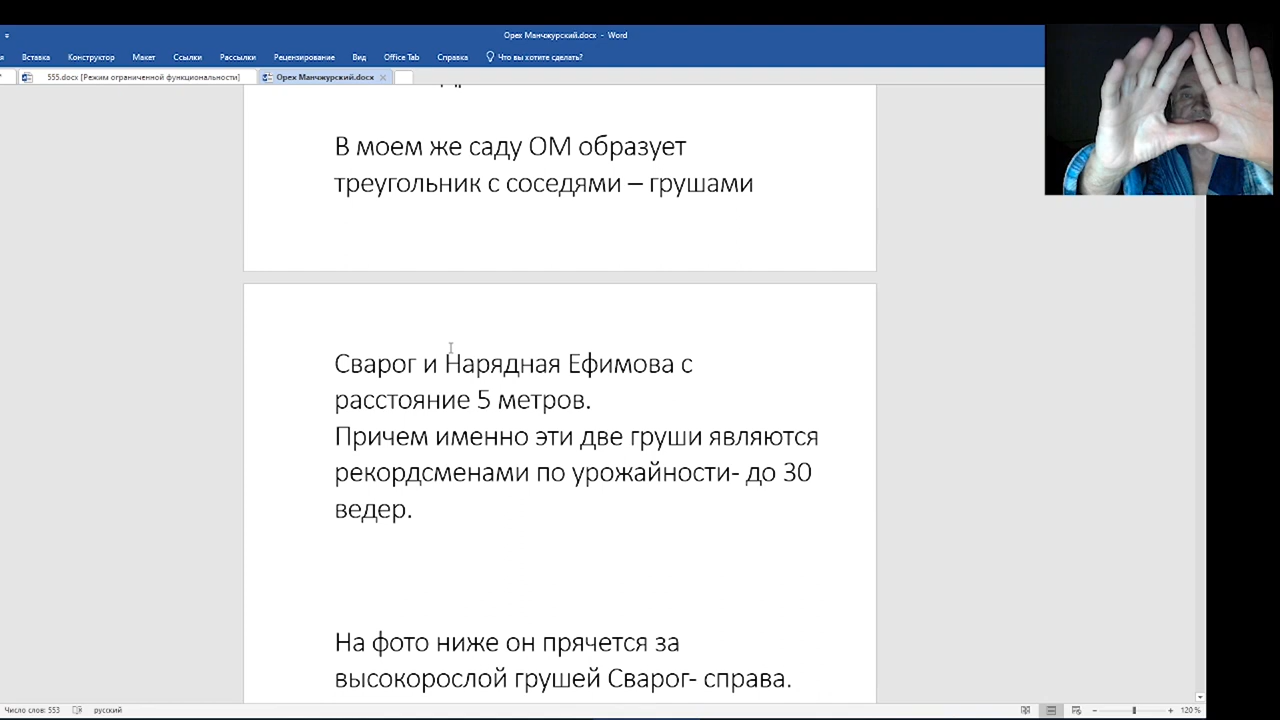 Орех Манчжурский.docx - Word
Вставка Конструктор Макет Ссылки Рассылки Рецензирование Вид Office Tab Справка Что вы хотите сделать?
555.docx [Режим ограниченной функциональности] Орех Манчжурский.docx
В моем же саду ОМ образует
треугольник с соседями – грушами
Сварог и Нарядная Ефимова с
расстояние 5 метров.
Причем именно эти две груши являются
рекордсменами по урожайности- до 30
ведер.
На фото ниже он прячется за
высокорослой грушей Сварог- справа.
Число слов: 553 русский 120 %